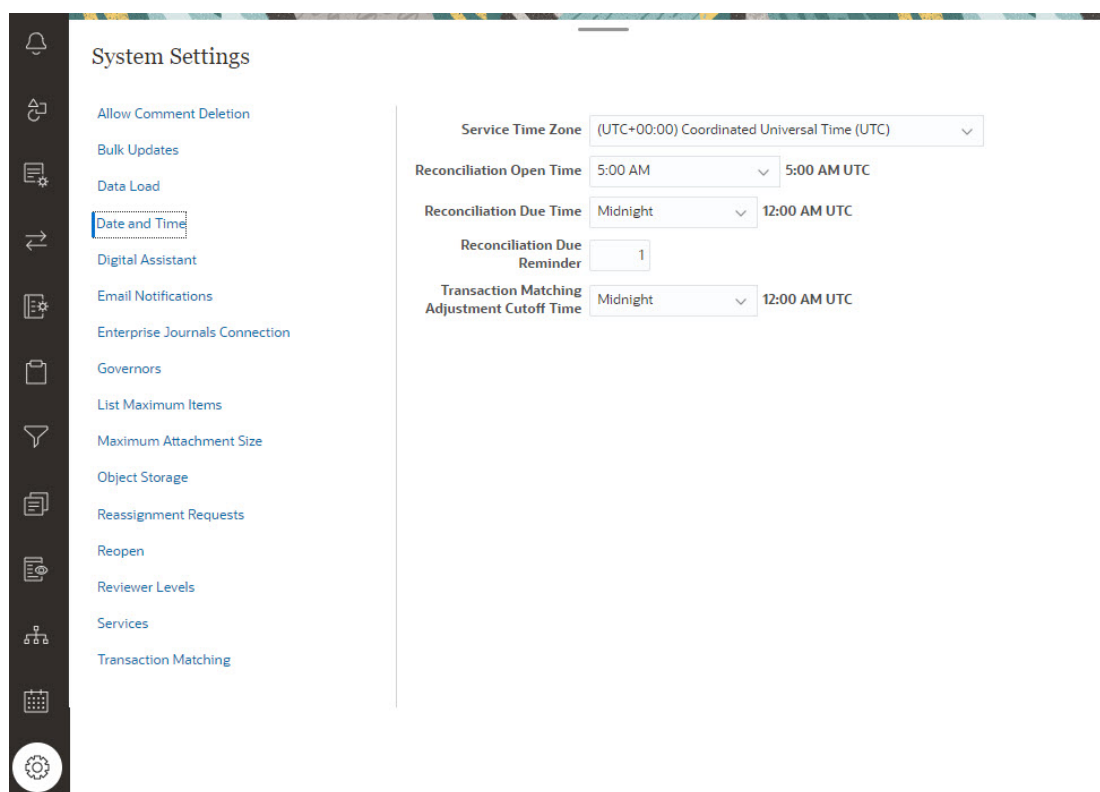 System Settings
Allow Comment Deletion
Bulk Updates
Data Load
Date and Time
Digital Assistant
Email Notifications
Enterprise Journals Connection
Governors
List Maximum Items
Maximum Attachment Size
Object Storage
Reassignment Requests
Reopen
Reviewer Levels
Services
Transaction Matching
Service Time Zone (UTC+00:00) Coordinated Universal Time (UTC)
Reconciliation Open Time 5:00 AM 5:00 AM UTC
Reconciliation Due Time Midnight 12:00 AM UTC
Reconciliation Due
Reminder 1
Transaction Matching
Adjustment Cutoff Time Midnight 12:00 AM UTC